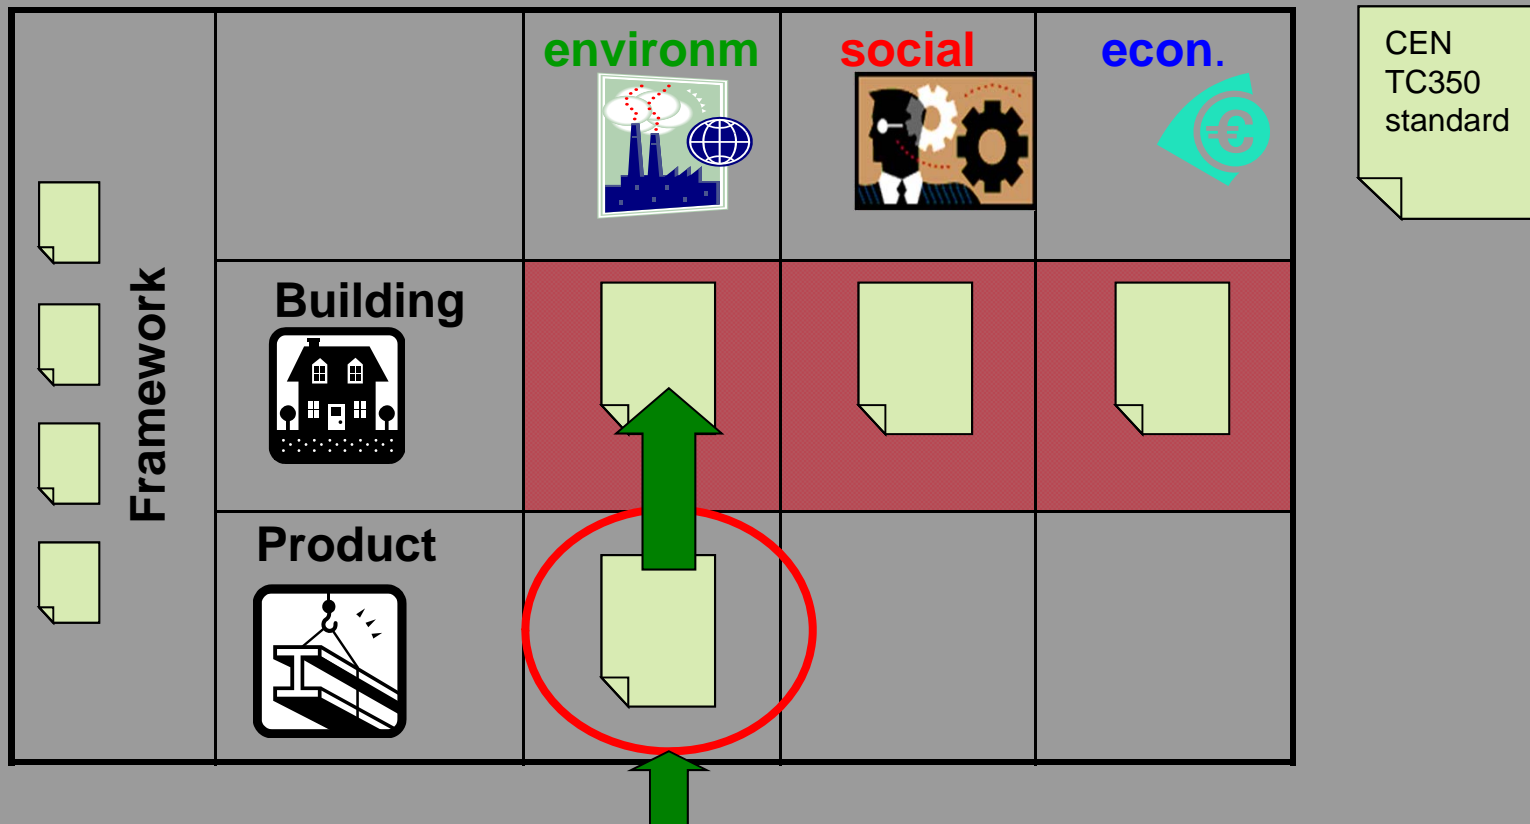 environm
social
econ.
CEN
TC350
standard
Framework
Building
Product